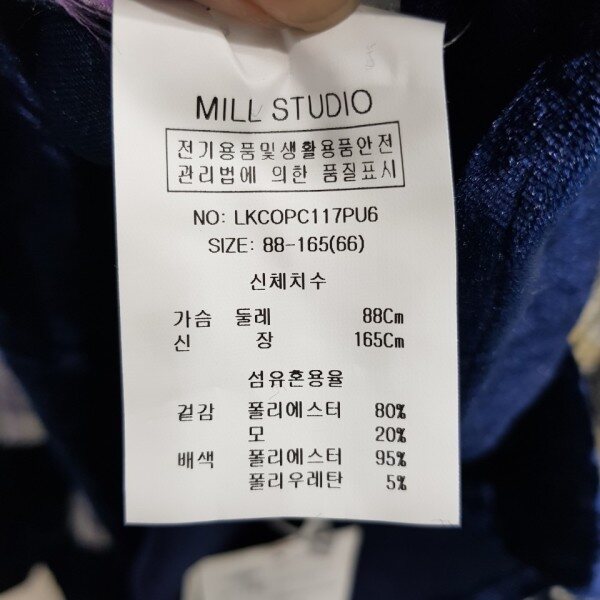 MILL STUDIO
전기용품및생활용품안전
관리법에 의한 품질표시
NO: LKCOPC117PU6
SIZE: 88-165(66)
신체치수
가슴 둘레 88Cm
신 장 165Cm
섬유혼용율
겉감 폴리에스터 80%
모 20%
배색 폴리에스터 95%
폴리우레탄 5%